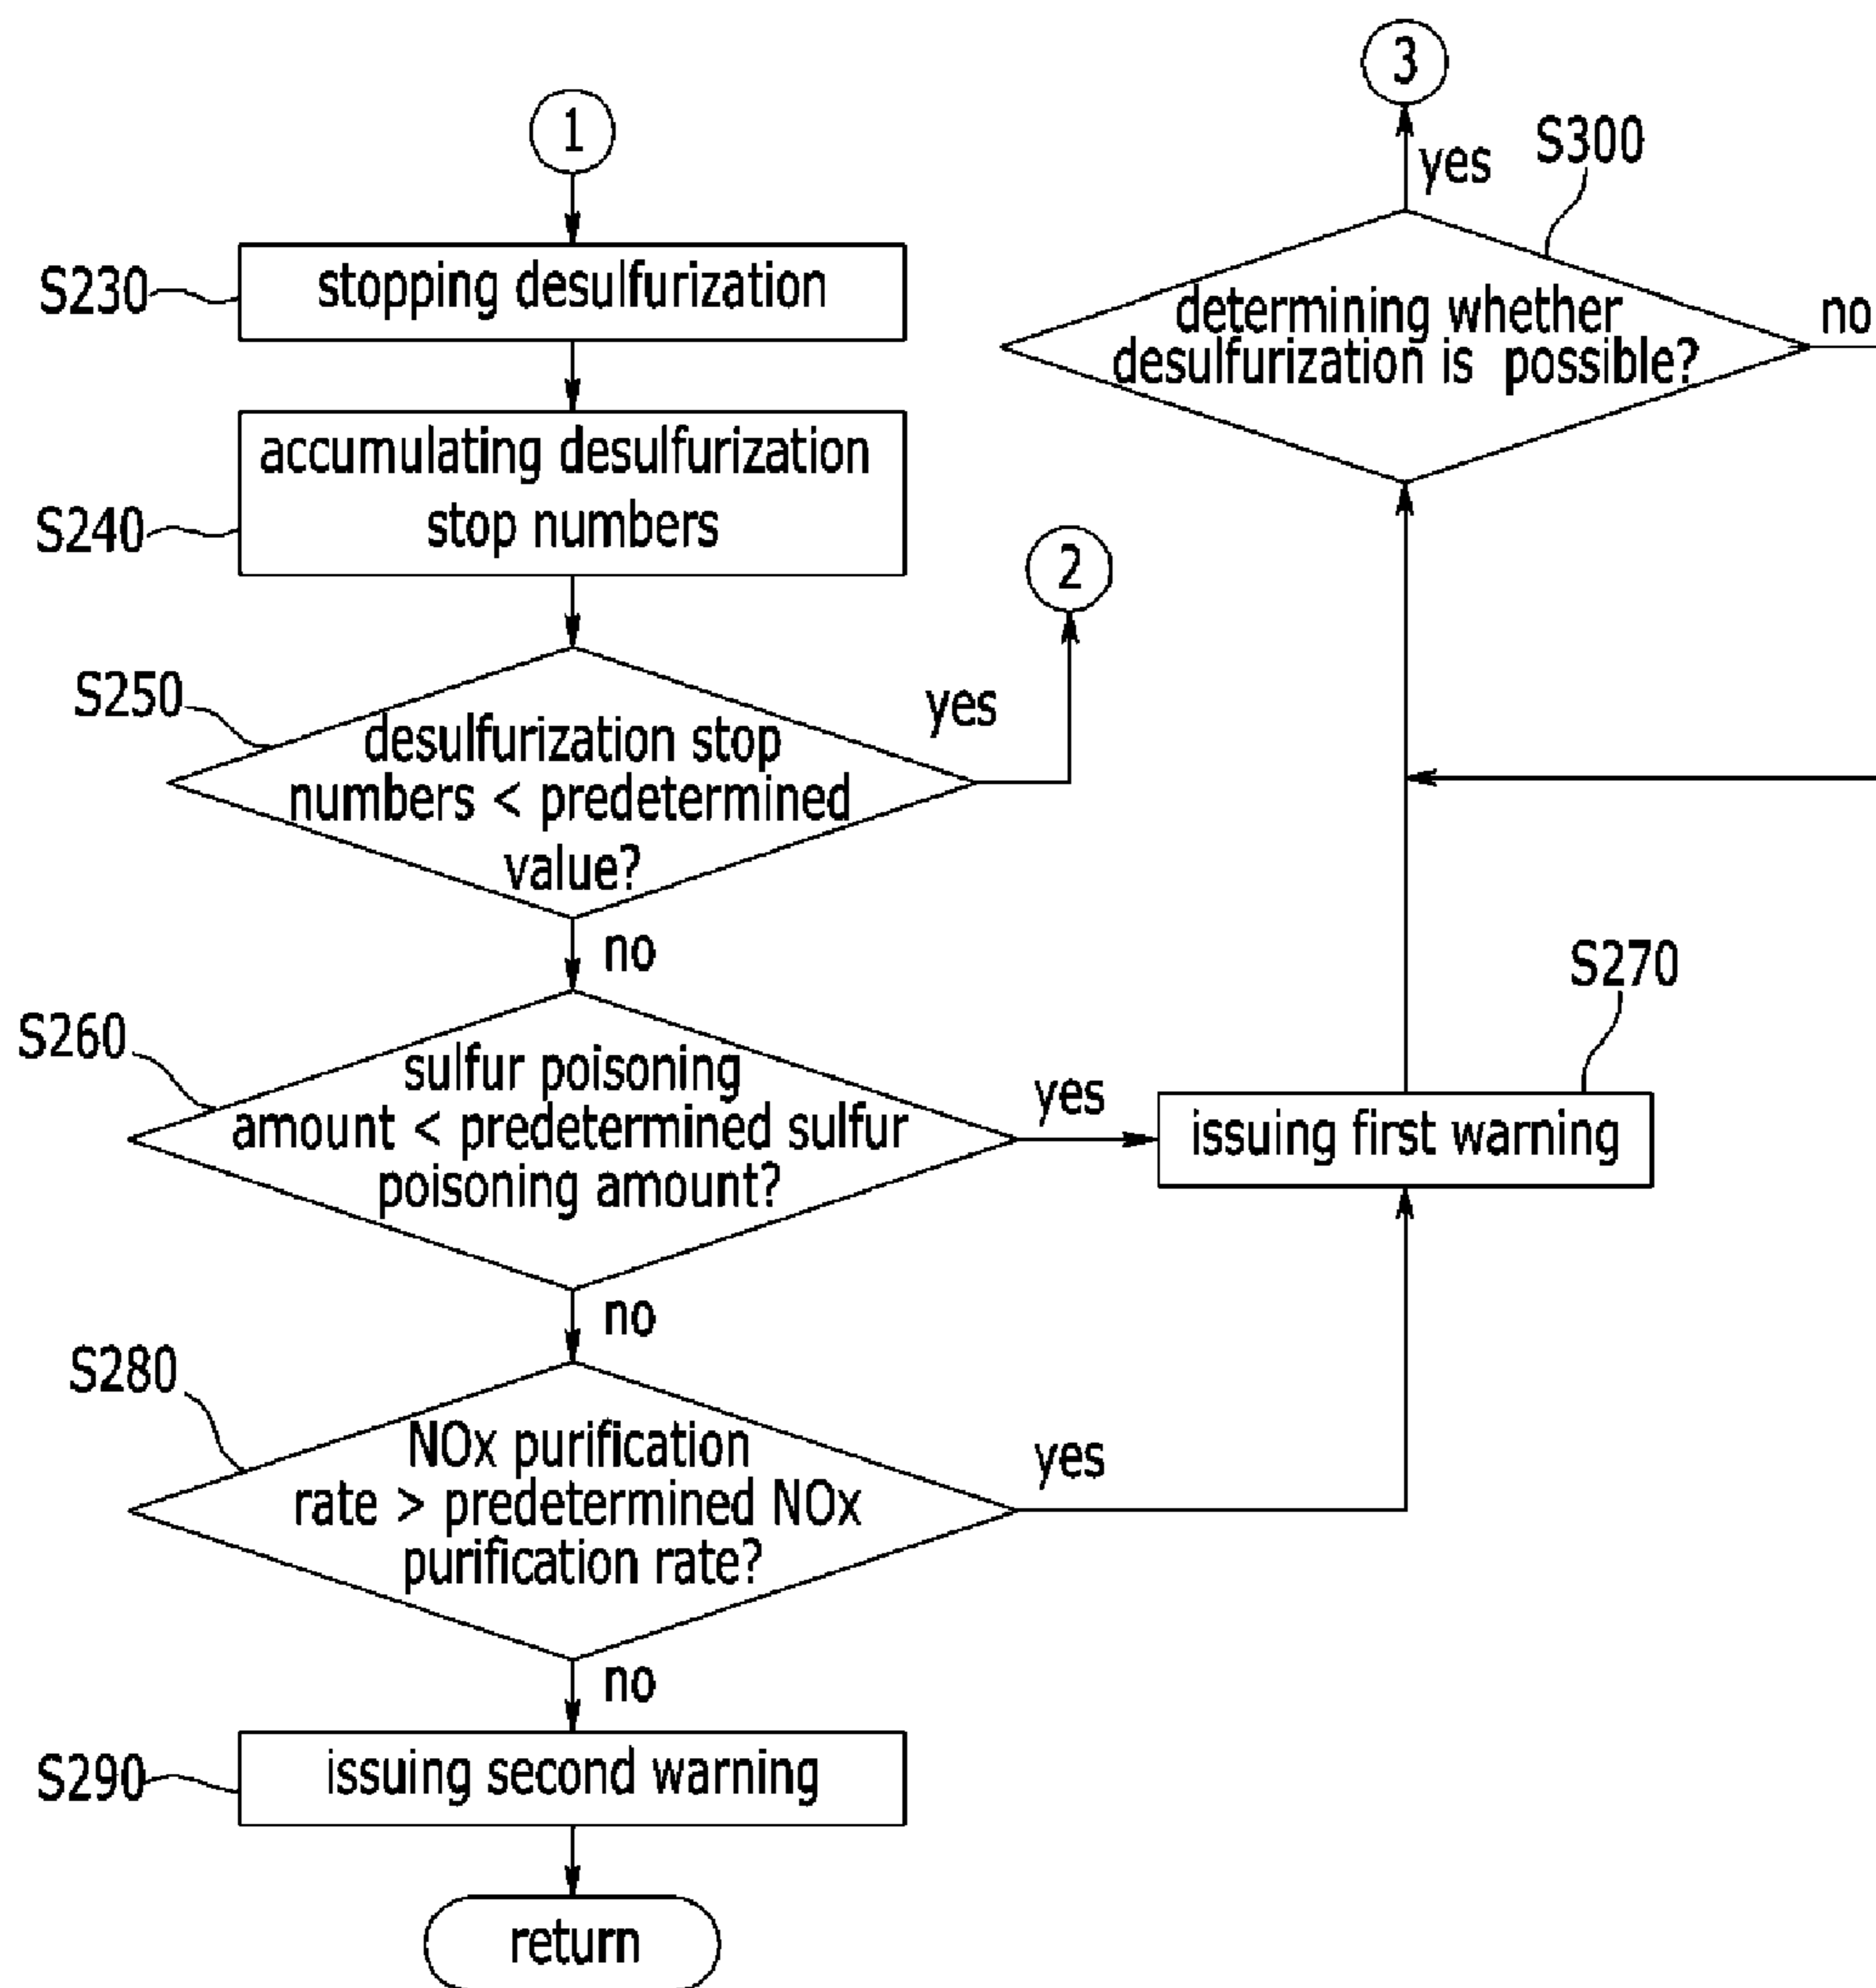 1
S230
stopping desulfurization
S240
accumulating desulfurization
stop numbers
2
S250
yes
desulfurization stop
numbers < predetermined
value?
no
S260
sulfur poisoning
amount < predetermined sulfur
poisoning amount?
yes
no
S280
NOx purification
rate > predetermined NOx
purification rate?
yes
no
S290
issuing second warning
return
3
yes
S300
determining whether
desulfurization is possible?
no
S270
issuing first warning